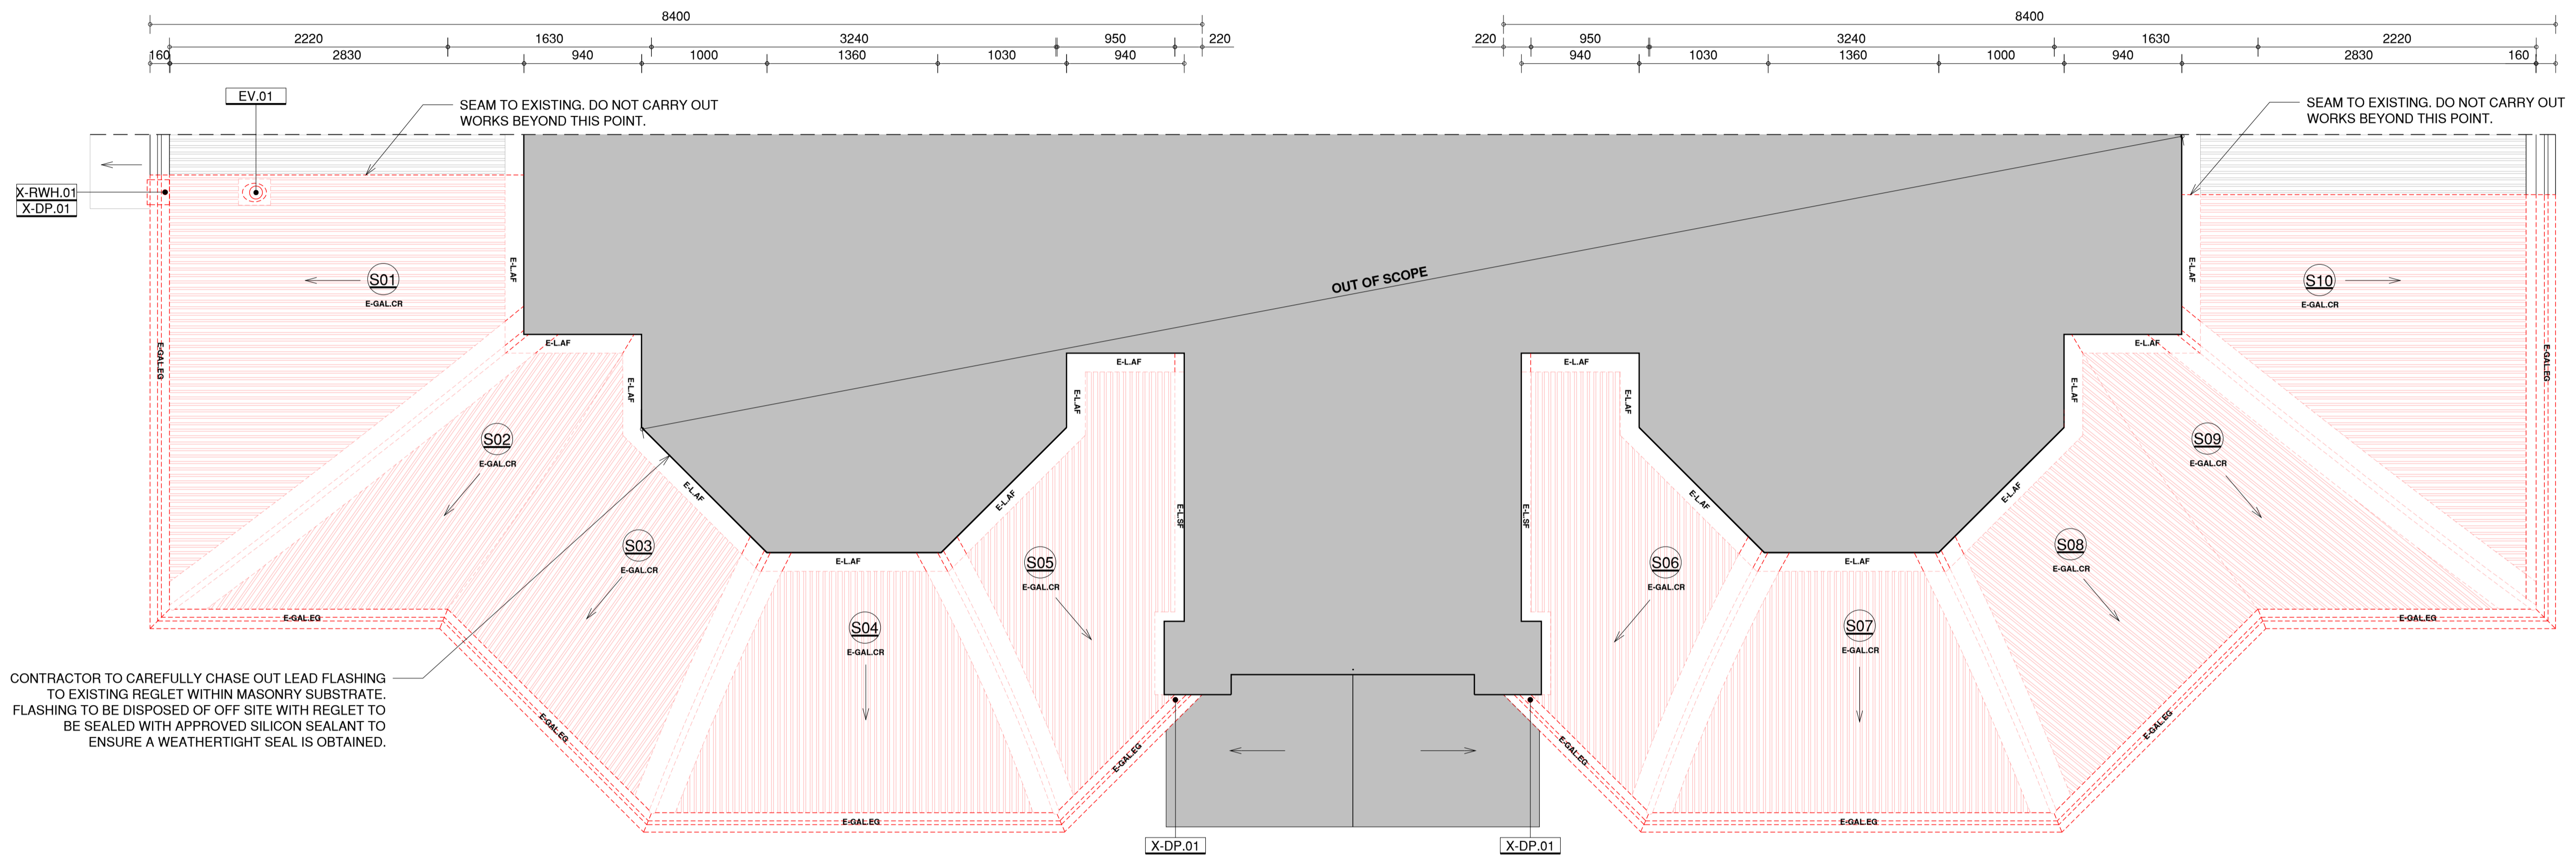 8400
8400
2220
1630
3240
950
220
220
950
3240
1630
2220
160
2830
940
1000
1360
1030
940
940
1030
1360
1000
940
2830
160
EV.01
SEAM TO EXISTING. DO NOT CARRY OUT
WORKS BEYOND THIS POINT.
SEAM TO EXISTING. DO NOT CARRY OUT
WORKS BEYOND THIS POINT.
X-RWH.01
X-DP.01
OUT OF SCOPE
E-L.AF
E-L.AF
S01
E-GAL.CR
S10
E-GAL.CR
E-GAL.EG
E-L.AF
E-L.AF
E-L.AF
E-L.AF
E-GAL.EG
E-L.AF
E-L.AF
E-L.AF
E-L.AF
S02
E-GAL.CR
S09
E-GAL.CR
E-L.AF
E-L.AF
E-L.AF
E-L.AF
E-L.SF
E-L.SF
S03
E-GAL.CR
S05
E-GAL.CR
S06
E-GAL.CR
S08
E-GAL.CR
E-L.AF
E-L.AF
E-GAL.EG
S04
E-GAL.CR
S07
E-GAL.CR
E-GAL.EG
CONTRACTOR TO CAREFULLY CHASE OUT LEAD FLASHING
TO EXISTING REGLET WITHIN MASONRY SUBSTRATE.
FLASHING TO BE DISPOSED OF OFF SITE WITH REGLET TO
BE SEALED WITH APPROVED SILICON SEALANT TO
ENSURE A WEATHERTIGHT SEAL IS OBTAINED.
E-GAL.EG
E-GAL.EG
E-GAL.EG
E-GAL.EG
E-GAL.EG
E-GAL.EG
X-DP.01
X-DP.01